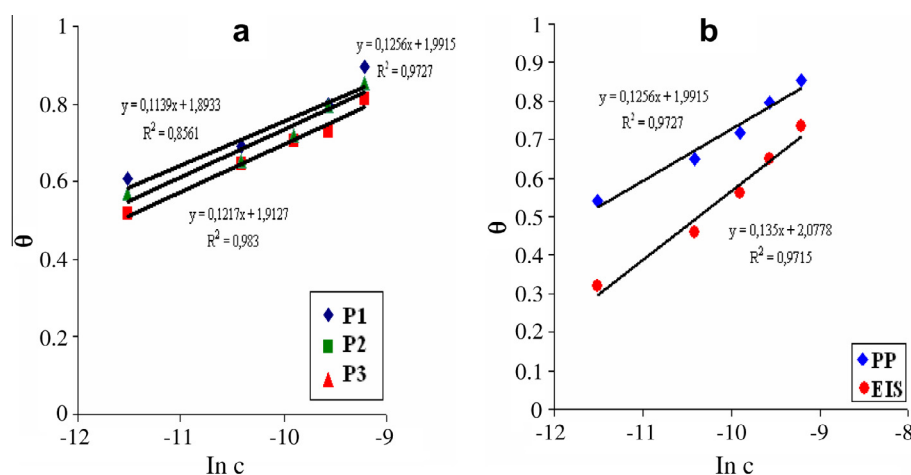 a
1
0.8
0.6
0.4
0.2
0
-12
-11
-10
-9
θ
ln c
y = 0,1256x + 1,9915
R² = 0,9727
y = 0,1139x + 1,8933
R² = 0,8561
y = 0,1217x + 1,9127
R² = 0,983
P1
P2
P3
b
1
0.9
0.8
0.7
0.6
0.5
0.4
0.3
0.2
0.1
0
-12
-11
-10
-9
-8
θ
ln c
y = 0,1256x + 1,9915
R² = 0,9727
y = 0,135x + 2,0778
R² = 0,9715
PP
EIS